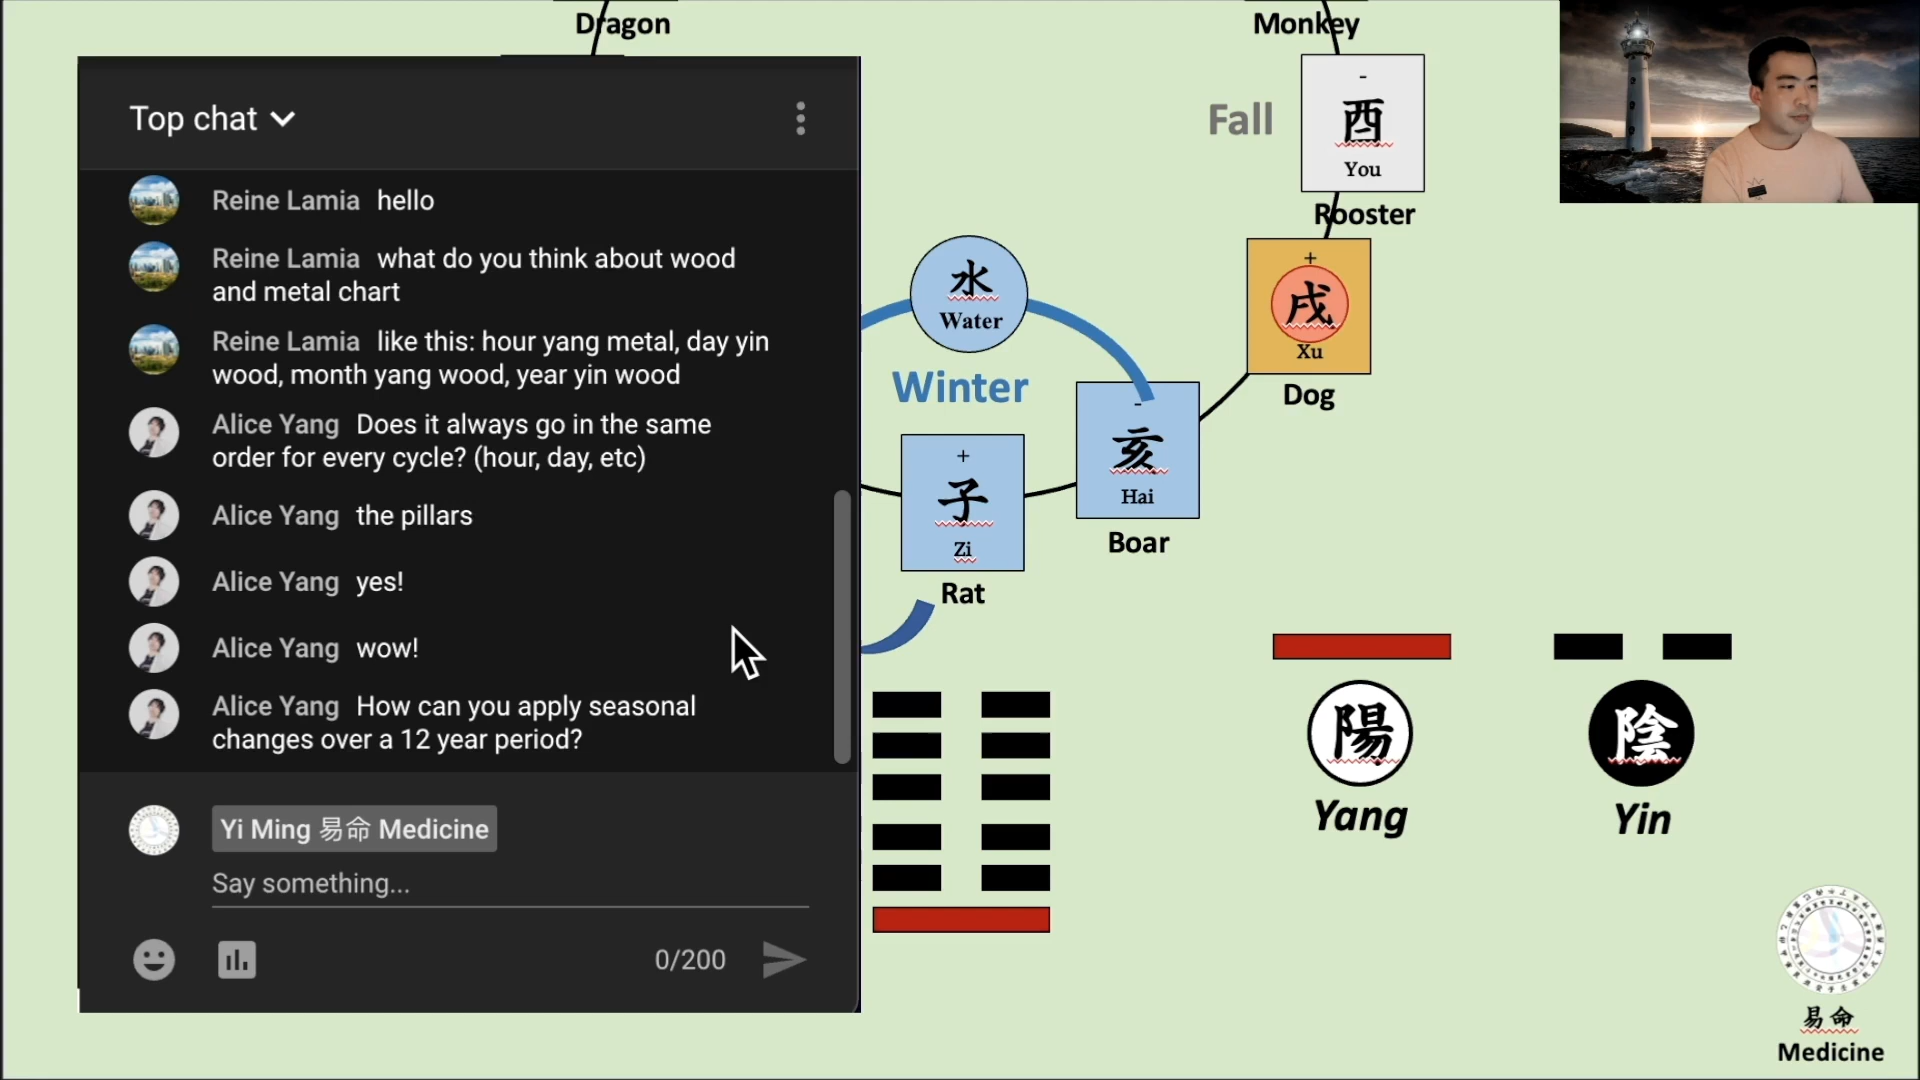 Dragon
Monkey
Top chat
Reine Lamia hello
Reine Lamia what do you think about wood
and metal chart
Reine Lamia like this: hour yang metal, day yin
wood, month yang wood, year yin wood
Alice Yang Does it always go in the same
order for every cycle? (hour, day, etc)
Alice Yang the pillars
Alice Yang yes!
Alice Yang wow!
Alice Yang How can you apply seasonal
changes over a 12 year period?
Yi Ming 易命 Medicine
Say something...
0/200
Fall
-
酉
You
Rooster
水
Water
Winter
+
戌
Xu
Dog
-
亥
Hai
Boar
+
子
Zi
Rat
陽
Yang
陰
Yin
易命
Medicine